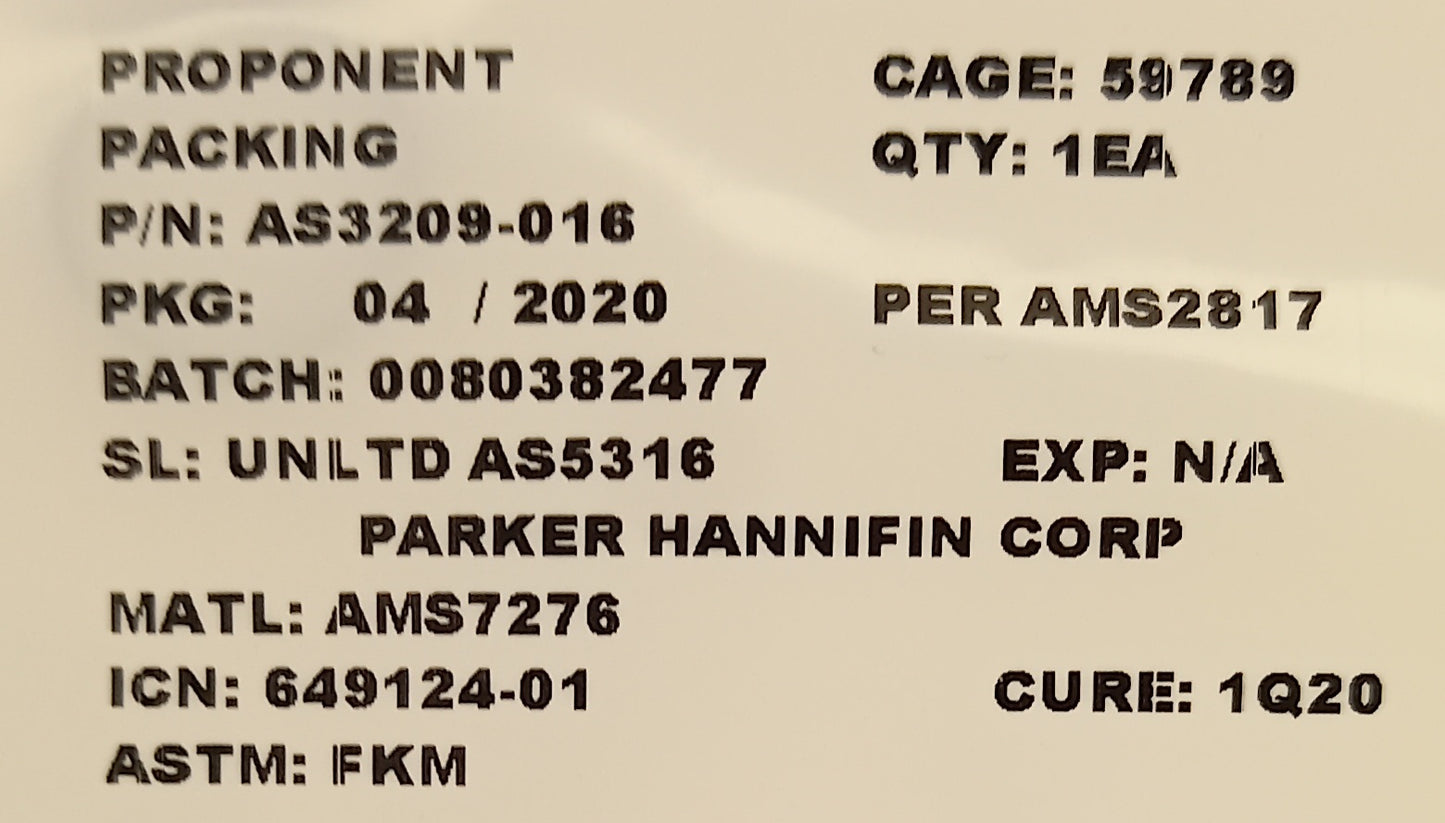 PROPONENT CAGE: 59789
PACKING QTY: 1EA
P/N: AS3209-016
PKG: 04 / 2020 PER AMS2817
BATCH: 0080382477
SL: UNLTD AS5316 EXP: N/A
PARKER HANNIFIN CORP
MATL: AMS7276
ICN: 649124-01 CURE: 1Q20
ASTM: FKM